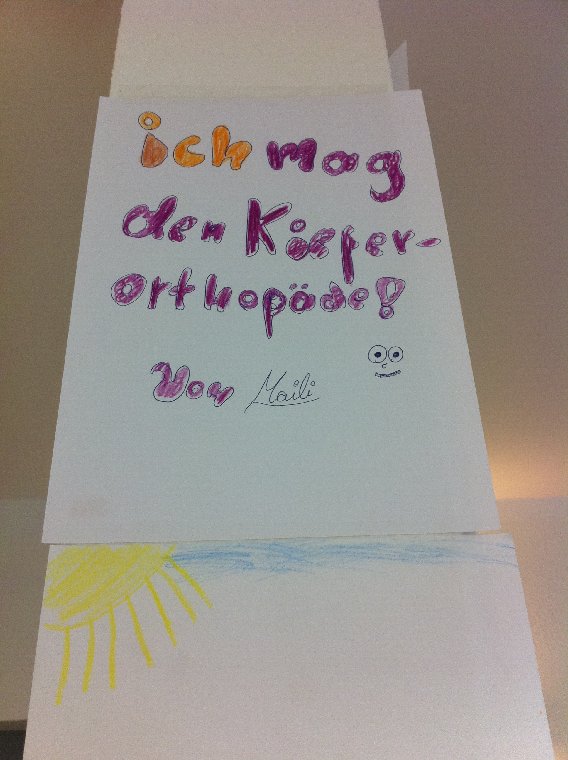 ich mag
den Kiefer-
orthopäde!
Von Maili